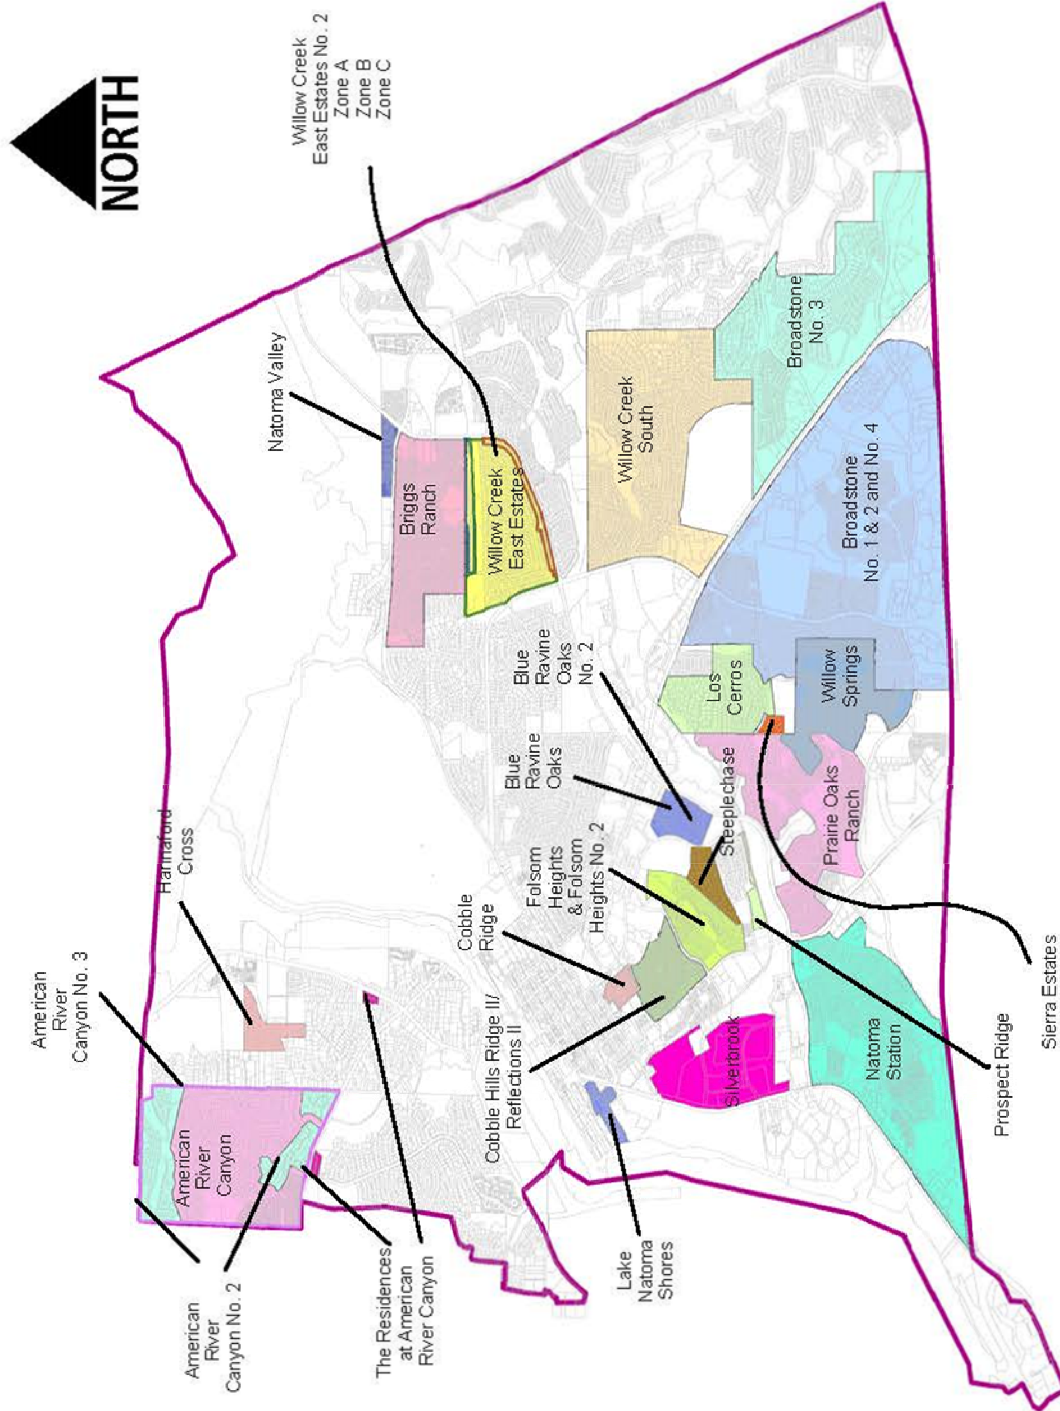 NORTH
Willow Creek
East Estates No. 2
Zone A
Zone B
Zone C
Natoma Valley
Briggs
Ranch
Willow Creek
East Estates
Willow Creek
South
Broadstone
No. 3
Broadstone
No. 1 & 2 and No. 4
Blue
Ravine
Oaks
No. 2
Blue
Ravine
Oaks
Los
Cerros
Willow
Springs
Steeplechase
Prairie Oaks
Ranch
Folsom
Heights
& Folsom
Heights No. 2
Cobble
Ridge
Hannaford
Cross
American
River
Canyon No. 3
American
River
Canyon
American
River
Canyon No. 2
The Residences
at American
River Canyon
Cobble Hills Ridge II/
Reflections II
Silverbrook
Lake
Natoma
Shores
Natoma
Station
Prospect Ridge
Sierra Estates